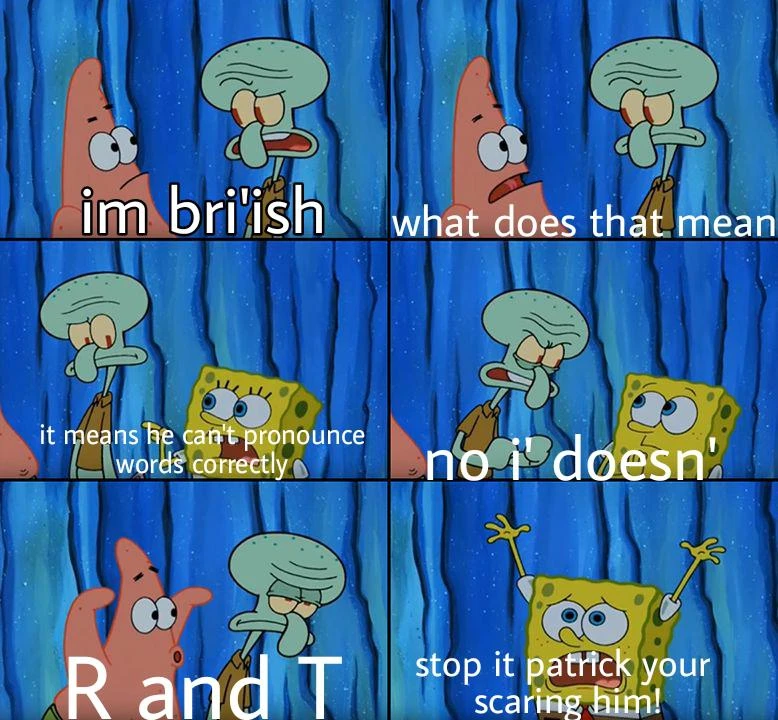 im bri'ish
what does that mean
it means he can't pronounce
words correctly
no i' doesn'
R and T
stop it patrick your
scaring him!